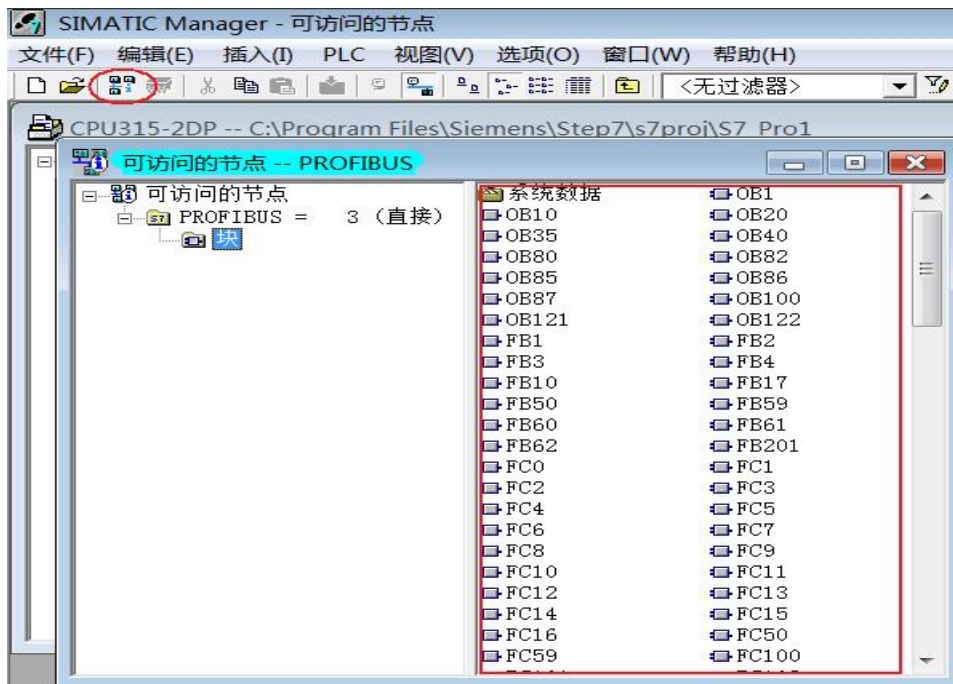 SIMATIC Manager - 可访问的节点
文件(F) 编辑(E) 插入(I) PLC 视图(V) 选项(O) 窗口(W) 帮助(H)
<无过滤器>
CPU315-2DP -- C:\Program Files\Siemens\Step7\s7proj\S7_Pro1
可访问的节点 -- PROFIBUS
可访问的节点
PROFIBUS = 3 (直接)
块
系统数据 OB1
OB10 OB20
OB35 OB40
OB80 OB82
OB85 OB86
OB87 OB100
OB121 OB122
FB1 FB2
FB3 FB4
FB10 FB17
FB50 FB59
FB60 FB61
FB62 FB201
FC0 FC1
FC2 FC3
FC4 FC5
FC6 FC7
FC8 FC9
FC10 FC11
FC12 FC13
FC14 FC15
FC16 FC50
FC59 FC100